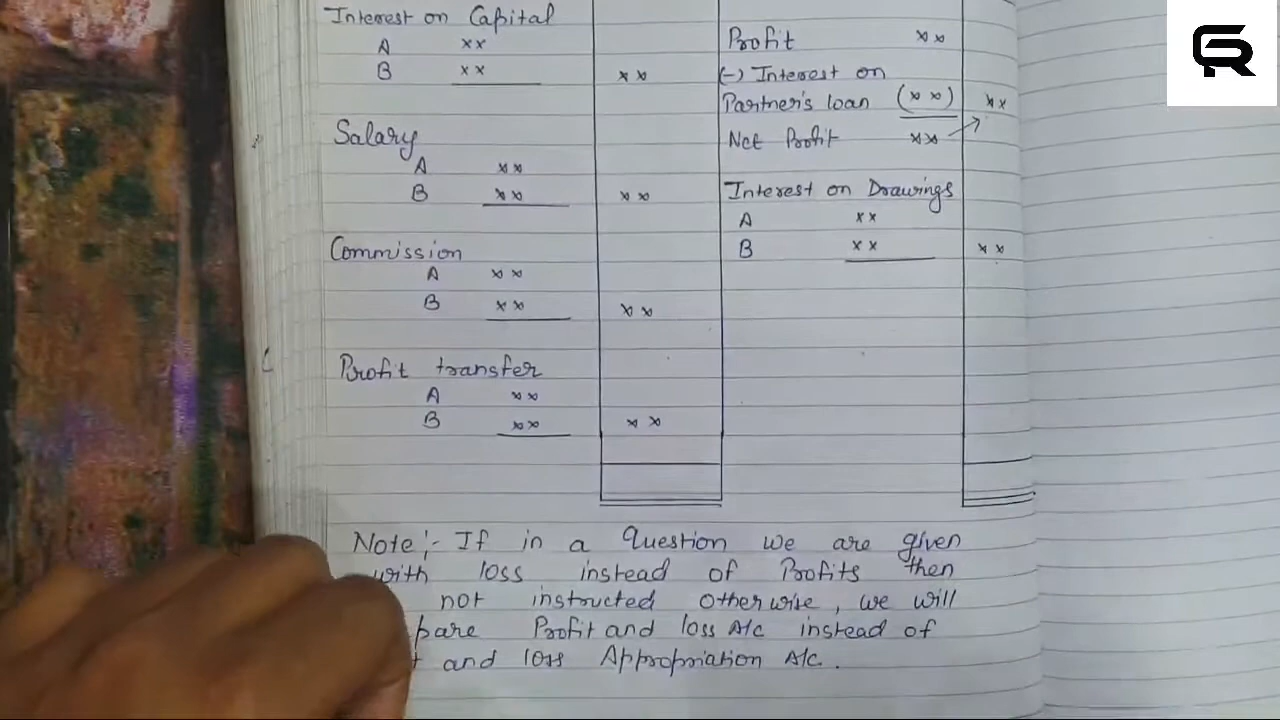 Interest on Capital
A xx
B xx xx
Salary
A xx
B xx xx
Commission
A xx
B xx xx
Profit transfer
A xx
B xx xx
Profit xx
(-) Interest on
Partner's loan (xx) xx
Net Profit xx
Interest on Drawings
A xx
B xx xx
Note:- If in a Question we are given
with loss instead of Profits then
not instructed otherwise, we will
pare Profit and loss A/c instead of
and loss Appropriation A/c.
GR